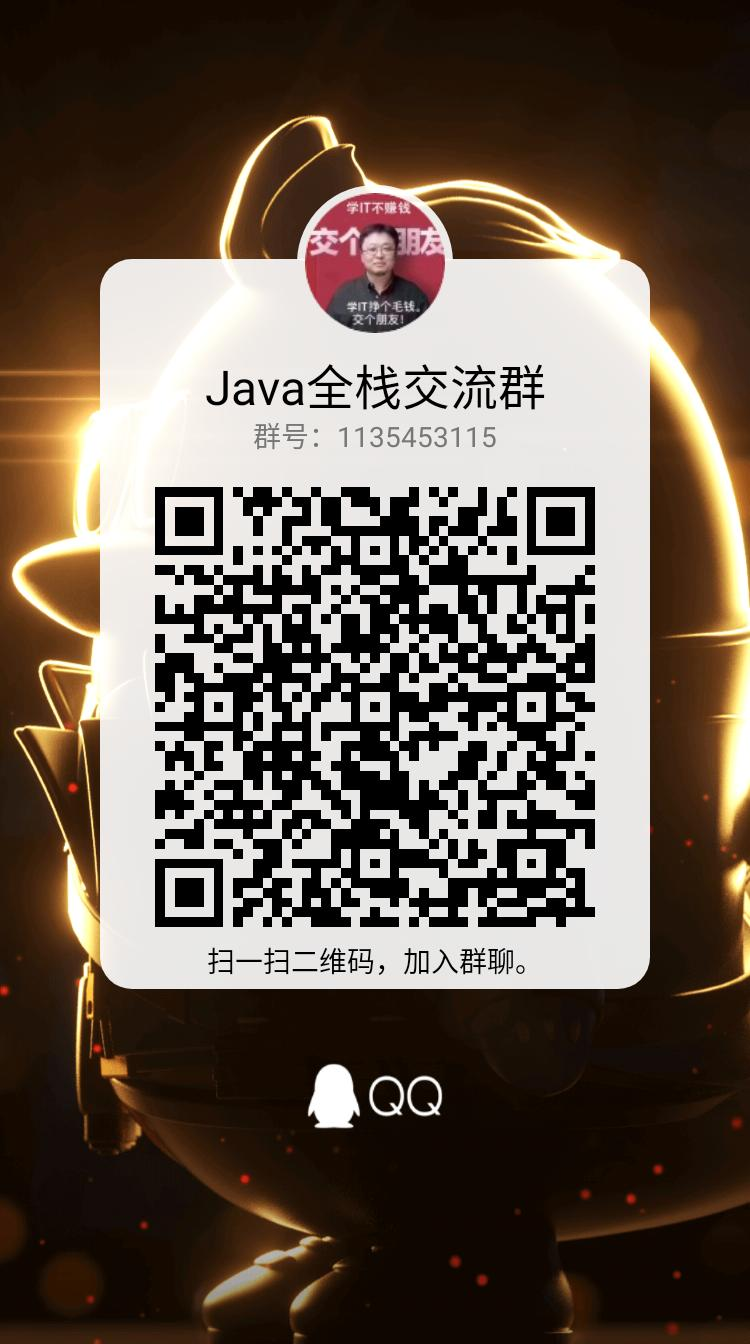 学IT不赚钱
交个朋友
学IT挣个毛钱。
交个朋友！
Java全栈交流群
群号：1135453115
扫一扫二维码，加入群聊。
QQ